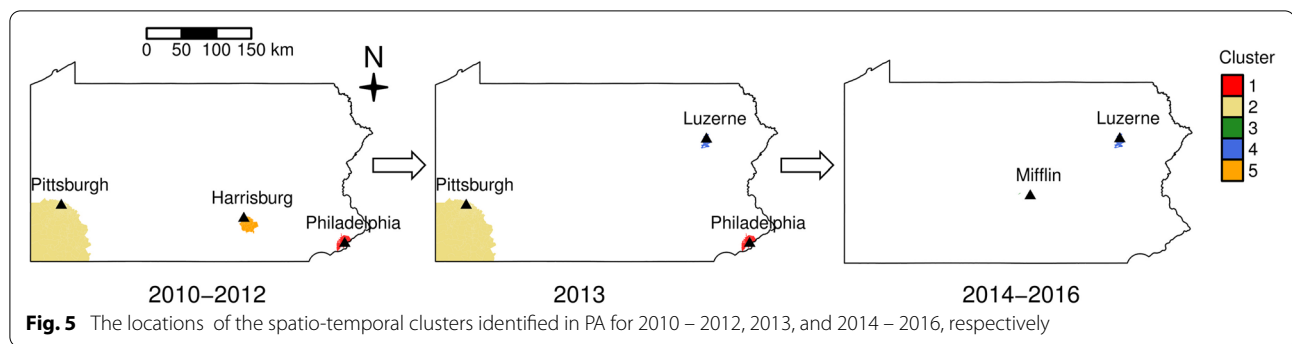 0 50 100 150 km
N
Pittsburgh
Harrisburg
Philadelphia
2010–2012
Luzerne
Pittsburgh
Philadelphia
2013
Luzerne
Mifflin
2014–2016
Cluster
1
2
3
4
5
Fig. 5 The locations of the spatio-temporal clusters identified in PA for 2010 – 2012, 2013, and 2014 – 2016, respectively